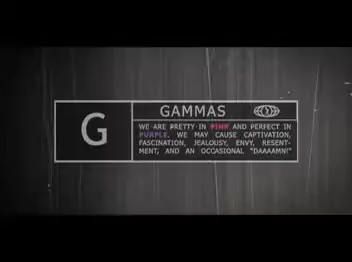 G
GAMMAS
WE ARE PRETTY IN PINK AND PERFECT IN
PURPLE. WE MAY CAUSE CAPTIVATION,
FASCINATION, JEALOUSY, ENVY, RESENT-
MENT, AND AN OCCASIONAL "DAAAAMN!"